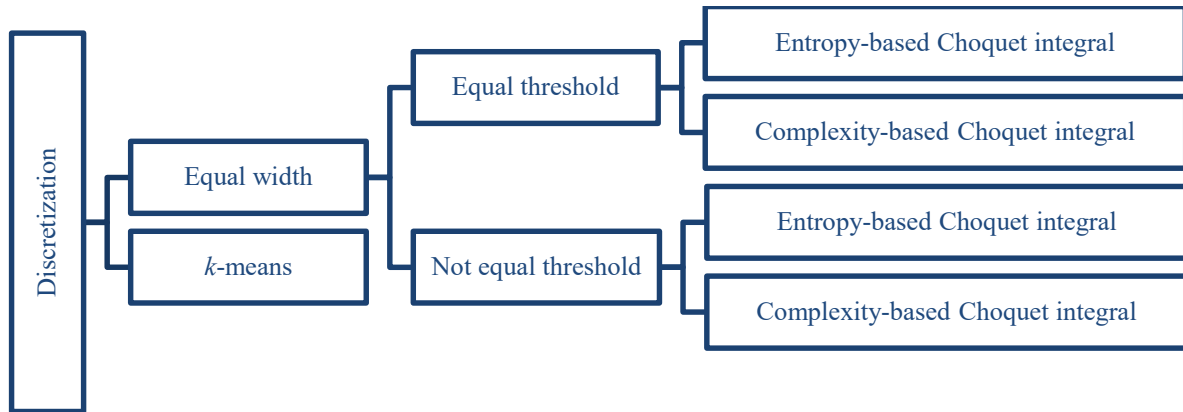 Discretization
Equal width
k-means
Equal threshold
Not equal threshold
Entropy-based Choquet integral
Complexity-based Choquet integral
Entropy-based Choquet integral
Complexity-based Choquet integral